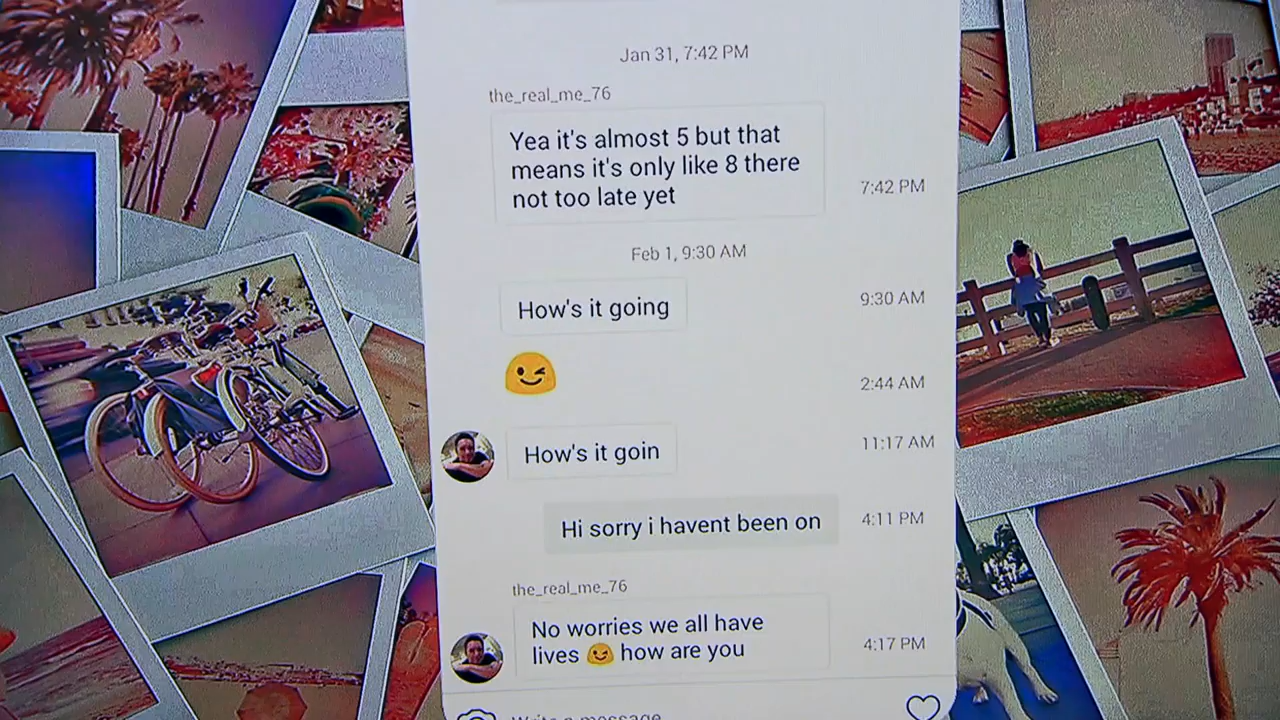 Jan 31, 7:42 PM
the_real_me_76
Yea it's almost 5 but that
means it's only like 8 there
not too late yet
7:42 PM
Feb 1, 9:30 AM
How's it going
9:30 AM
2:44 AM
How's it goin
11:17 AM
Hi sorry i havent been on
4:11 PM
the_real_me_76
No worries we all have
lives 😉 how are you
4:17 PM
Write a message